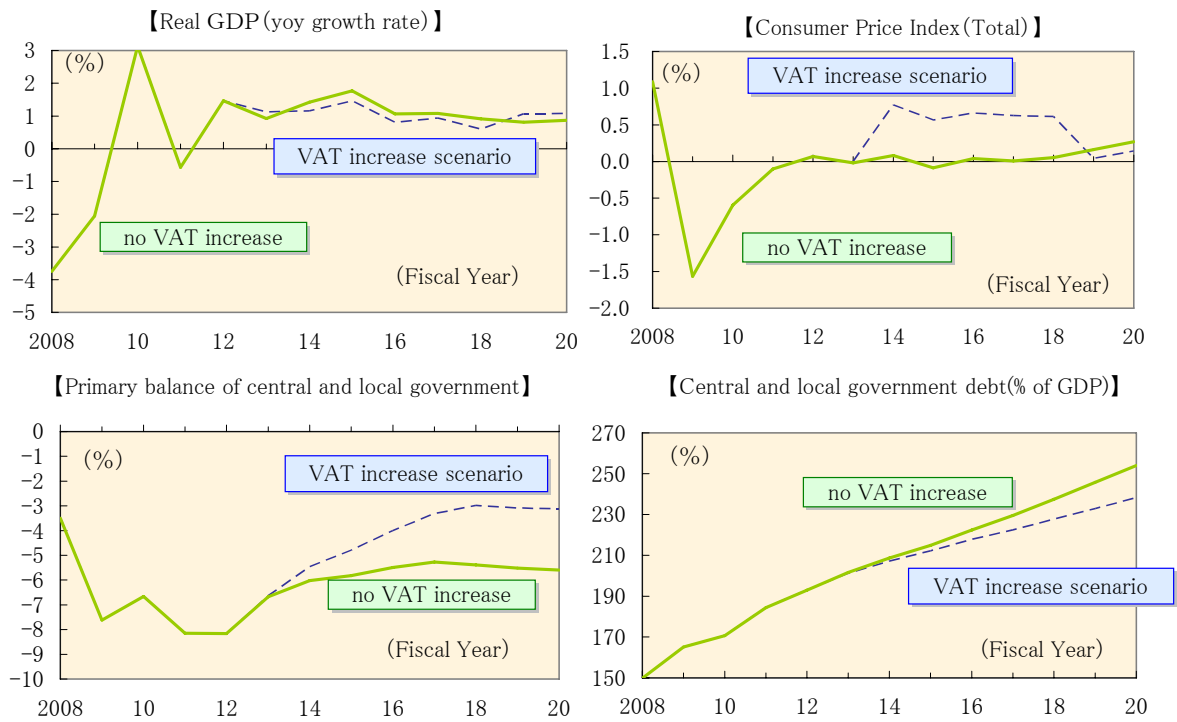 【Real GDP(yoy growth rate)】
3
2
1
0
-1
-2
-3
-4
-5
(%)
VAT increase scenario
no VAT increase
(Fiscal Year)
2008 10 12 14 16 18 20
【Consumer Price Index(Total)】
1.5
1.0
0.5
0.0
-0.5
-1.0
-1.5
-2.0
(%)
VAT increase scenario
no VAT increase
(Fiscal Year)
2008 10 12 14 16 18 20
【Primary balance of central and local government】
0
-1
-2
-3
-4
-5
-6
-7
-8
-9
-10
(%)
VAT increase scenario
no VAT increase
(Fiscal Year)
2008 10 12 14 16 18 20
【Central and local government debt(% of GDP)】
270
250
230
210
190
170
150
(%)
no VAT increase
VAT increase scenario
(Fiscal Year)
2008 10 12 14 16 18 20